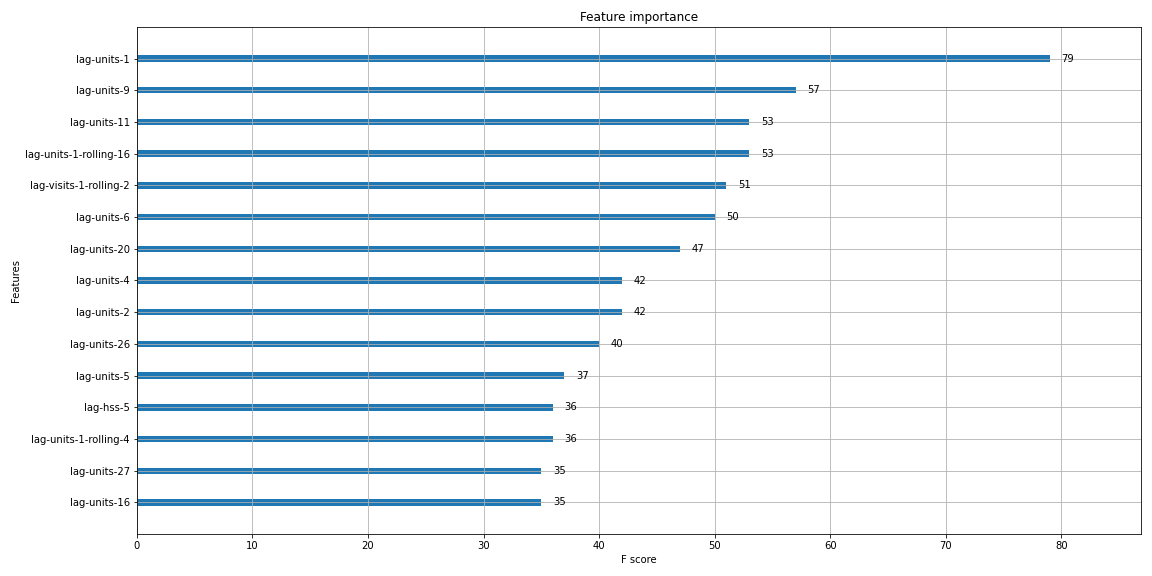 Feature importance
Features
lag-units-1 79
lag-units-9 57
lag-units-11 53
lag-units-1-rolling-16 53
lag-visits-1-rolling-2 51
lag-units-6 50
lag-units-20 47
lag-units-4 42
lag-units-2 42
lag-units-26 40
lag-units-5 37
lag-hss-5 36
lag-units-1-rolling-4 36
lag-units-27 35
lag-units-16 35
0 10 20 30 40 50 60 70 80
F score